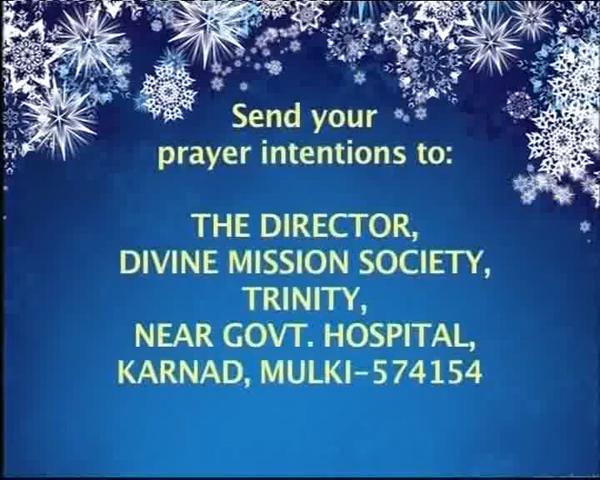 Send your
prayer intentions to:
THE DIRECTOR,
DIVINE MISSION SOCIETY,
TRINITY,
NEAR GOVT. HOSPITAL,
KARNAD, MULKI-574154